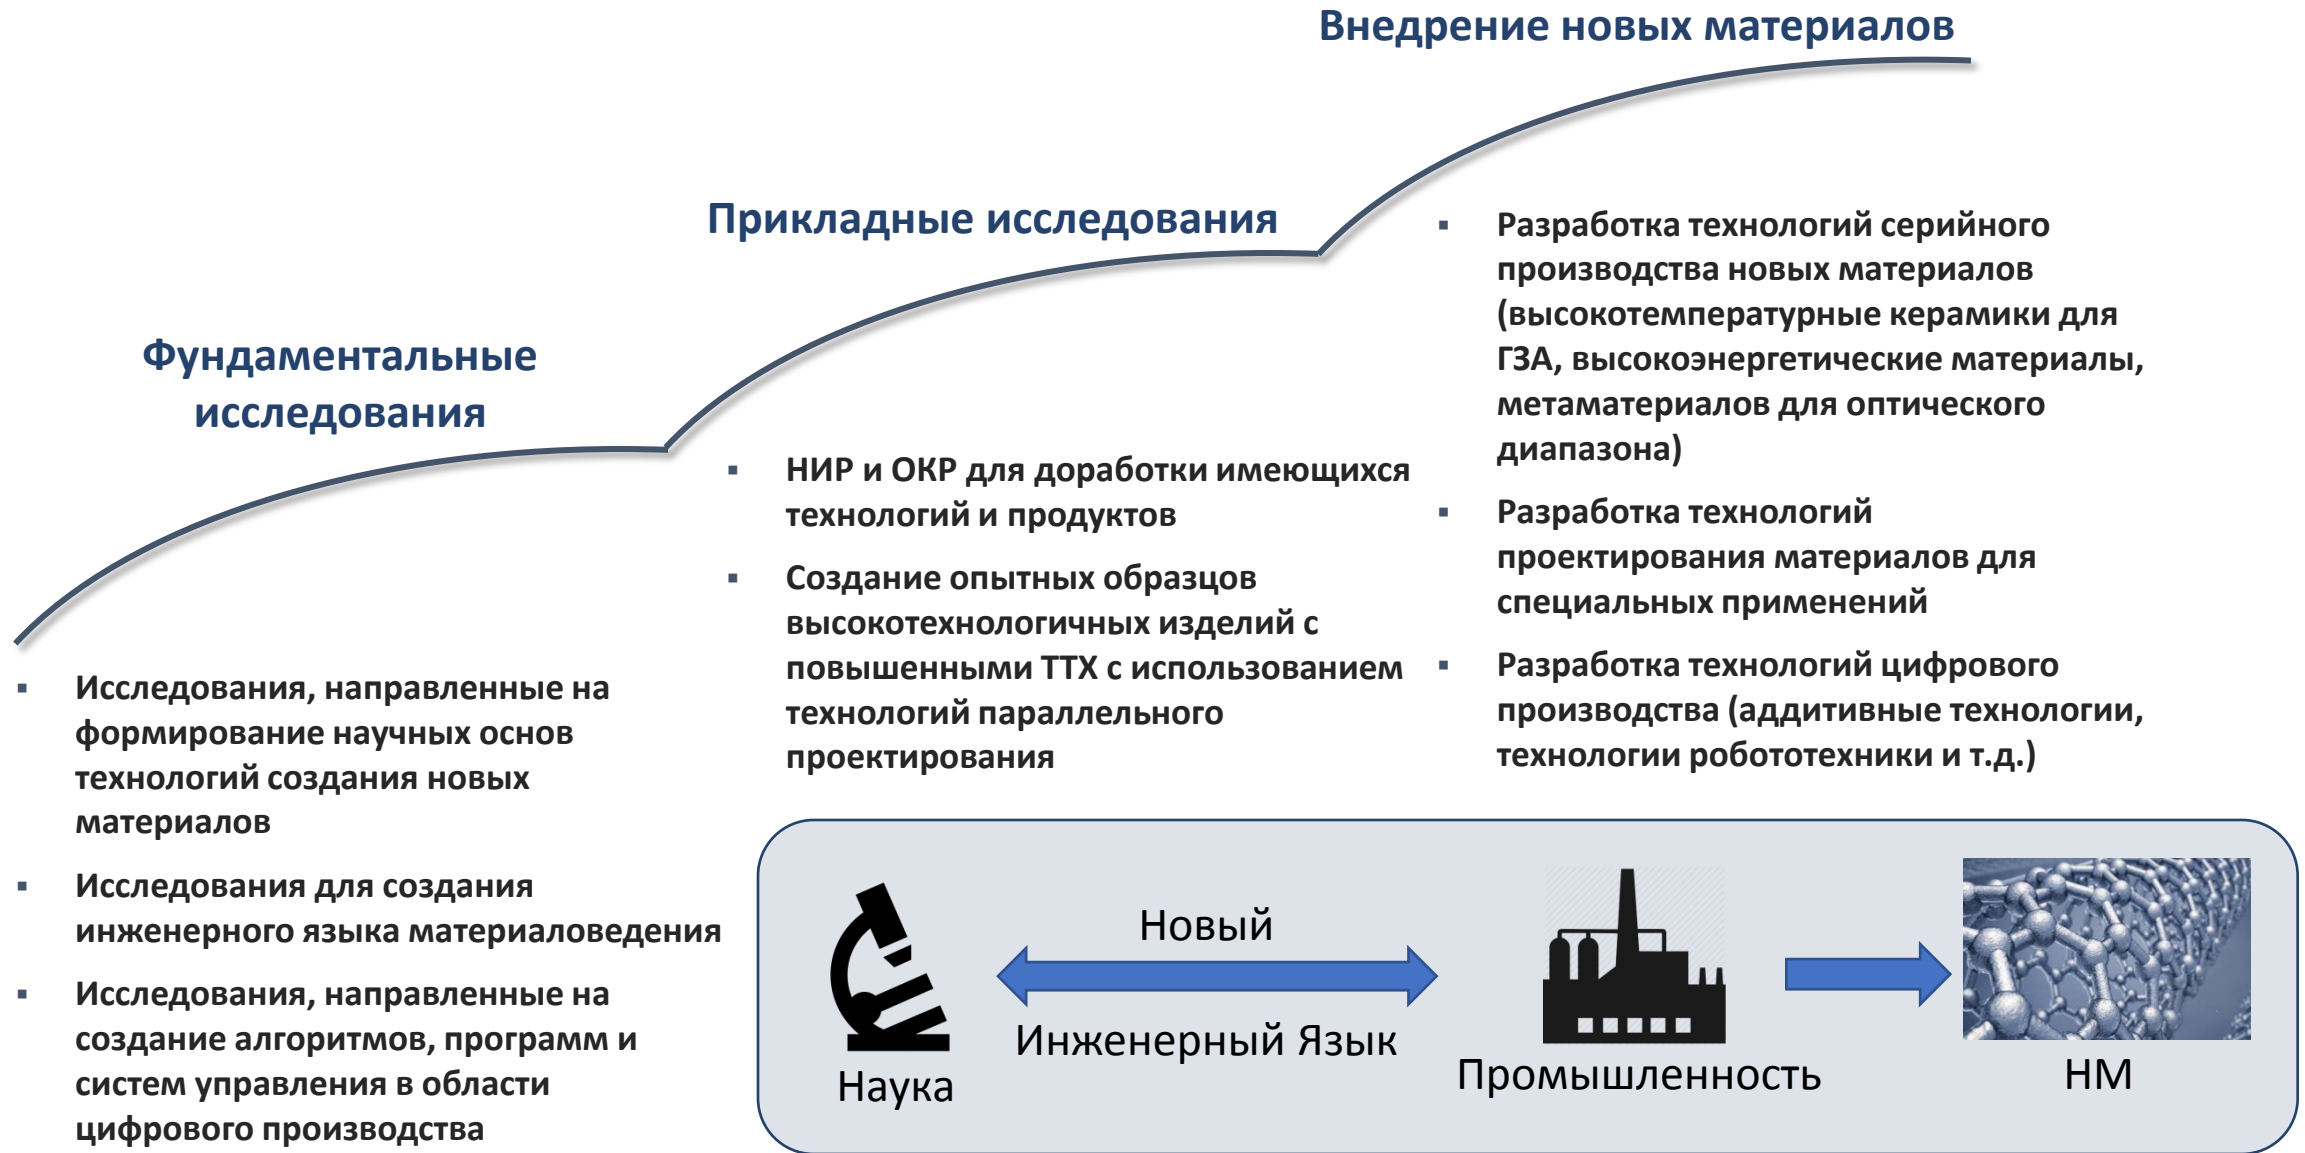 Внедрение новых материалов
Прикладные исследования
Фундаментальные
исследования
▪ Исследования, направленные на
формирование научных основ
технологий создания новых
материалов
▪ Исследования для создания
инженерного языка материаловедения
▪ Исследования, направленные на
создание алгоритмов, программ и
систем управления в области
цифрового производства
▪ НИР и ОКР для доработки имеющихся
технологий и продуктов
▪ Создание опытных образцов
высокотехнологичных изделий с
повышенными ТТХ с использованием
технологий параллельного
проектирования
▪ Разработка технологий серийного
производства новых материалов
(высокотемпературные керамики для
ГЗА, высокоэнергетические материалы,
метаматериалов для оптического
диапазона)
▪ Разработка технологий
проектирования материалов для
специальных применений
▪ Разработка технологий цифрового
производства (аддитивные технологии,
технологии робототехники и т.д.)
Новый
Инженерный Язык
Наука
Промышленность
НМ